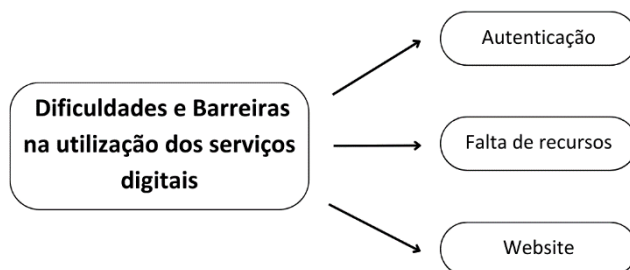 Dificuldades e Barreiras
na utilização dos serviços
digitais
Autenticação
Falta de recursos
Website